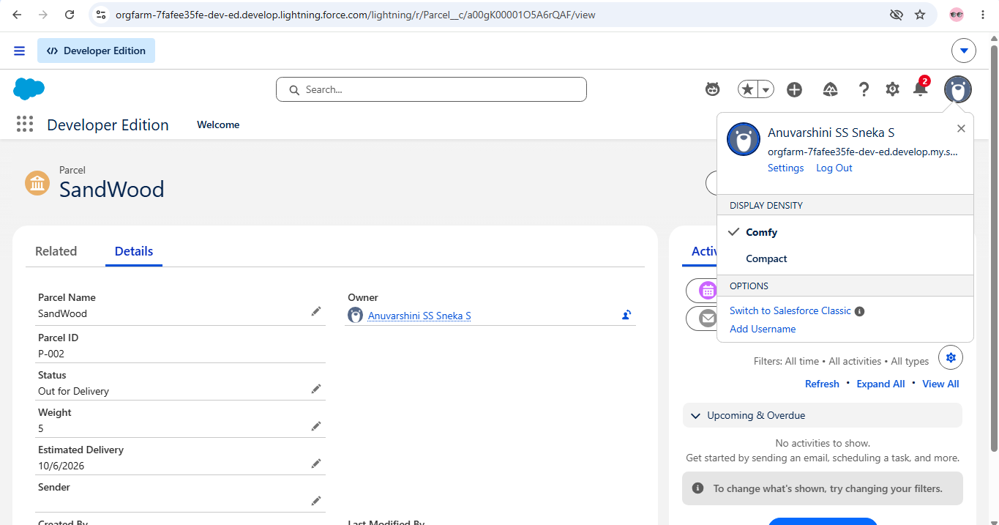 orgfarm-7fafee35fe-dev-ed.develop.lightning.force.com/lightning/r/Parcel__c/a00gK00001O5A6rQAF/view
Developer Edition
Search...
2
Developer Edition
Welcome
Anuvarshini SS Sneka S
orgfarm-7fafee35fe-dev-ed.develop.my.s...
Settings Log Out
DISPLAY DENSITY
Comfy
Compact
OPTIONS
Switch to Salesforce Classic
Add Username
Parcel
SandWood
Related Details
Parcel Name
SandWood
Parcel ID
P-002
Status
Out for Delivery
Weight
5
Estimated Delivery
10/6/2026
Sender
Created By
Owner
Anuvarshini SS Sneka S
Last Modified By
Filters: All time • All activities • All types
Refresh • Expand All • View All
Upcoming & Overdue
No activities to show.
Get started by sending an email, scheduling a task, and more.
To change what's shown, try changing your filters.